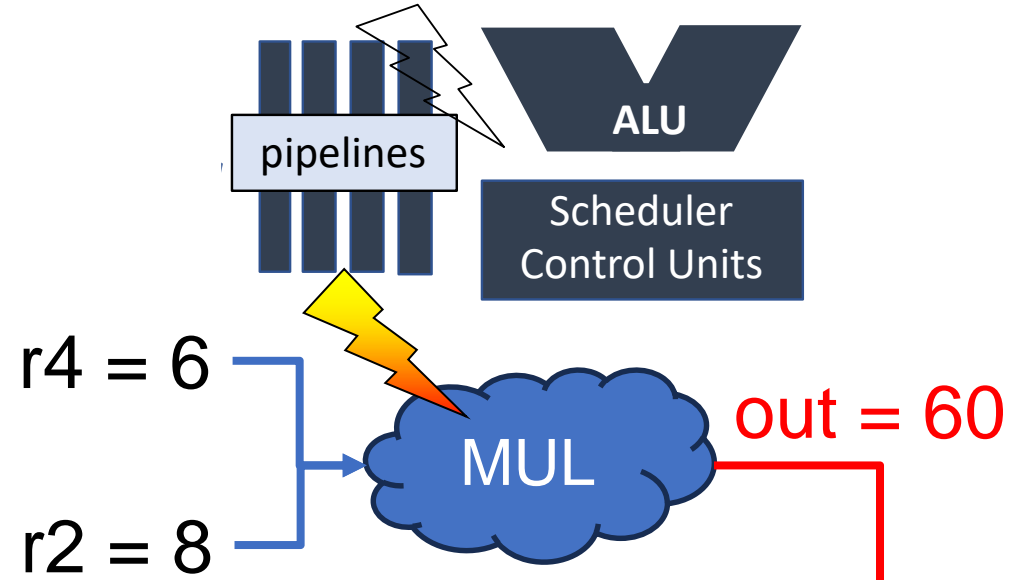 pipelines
ALU
Scheduler
Control Units
r4 = 6
out = 60
MUL
r2 = 8